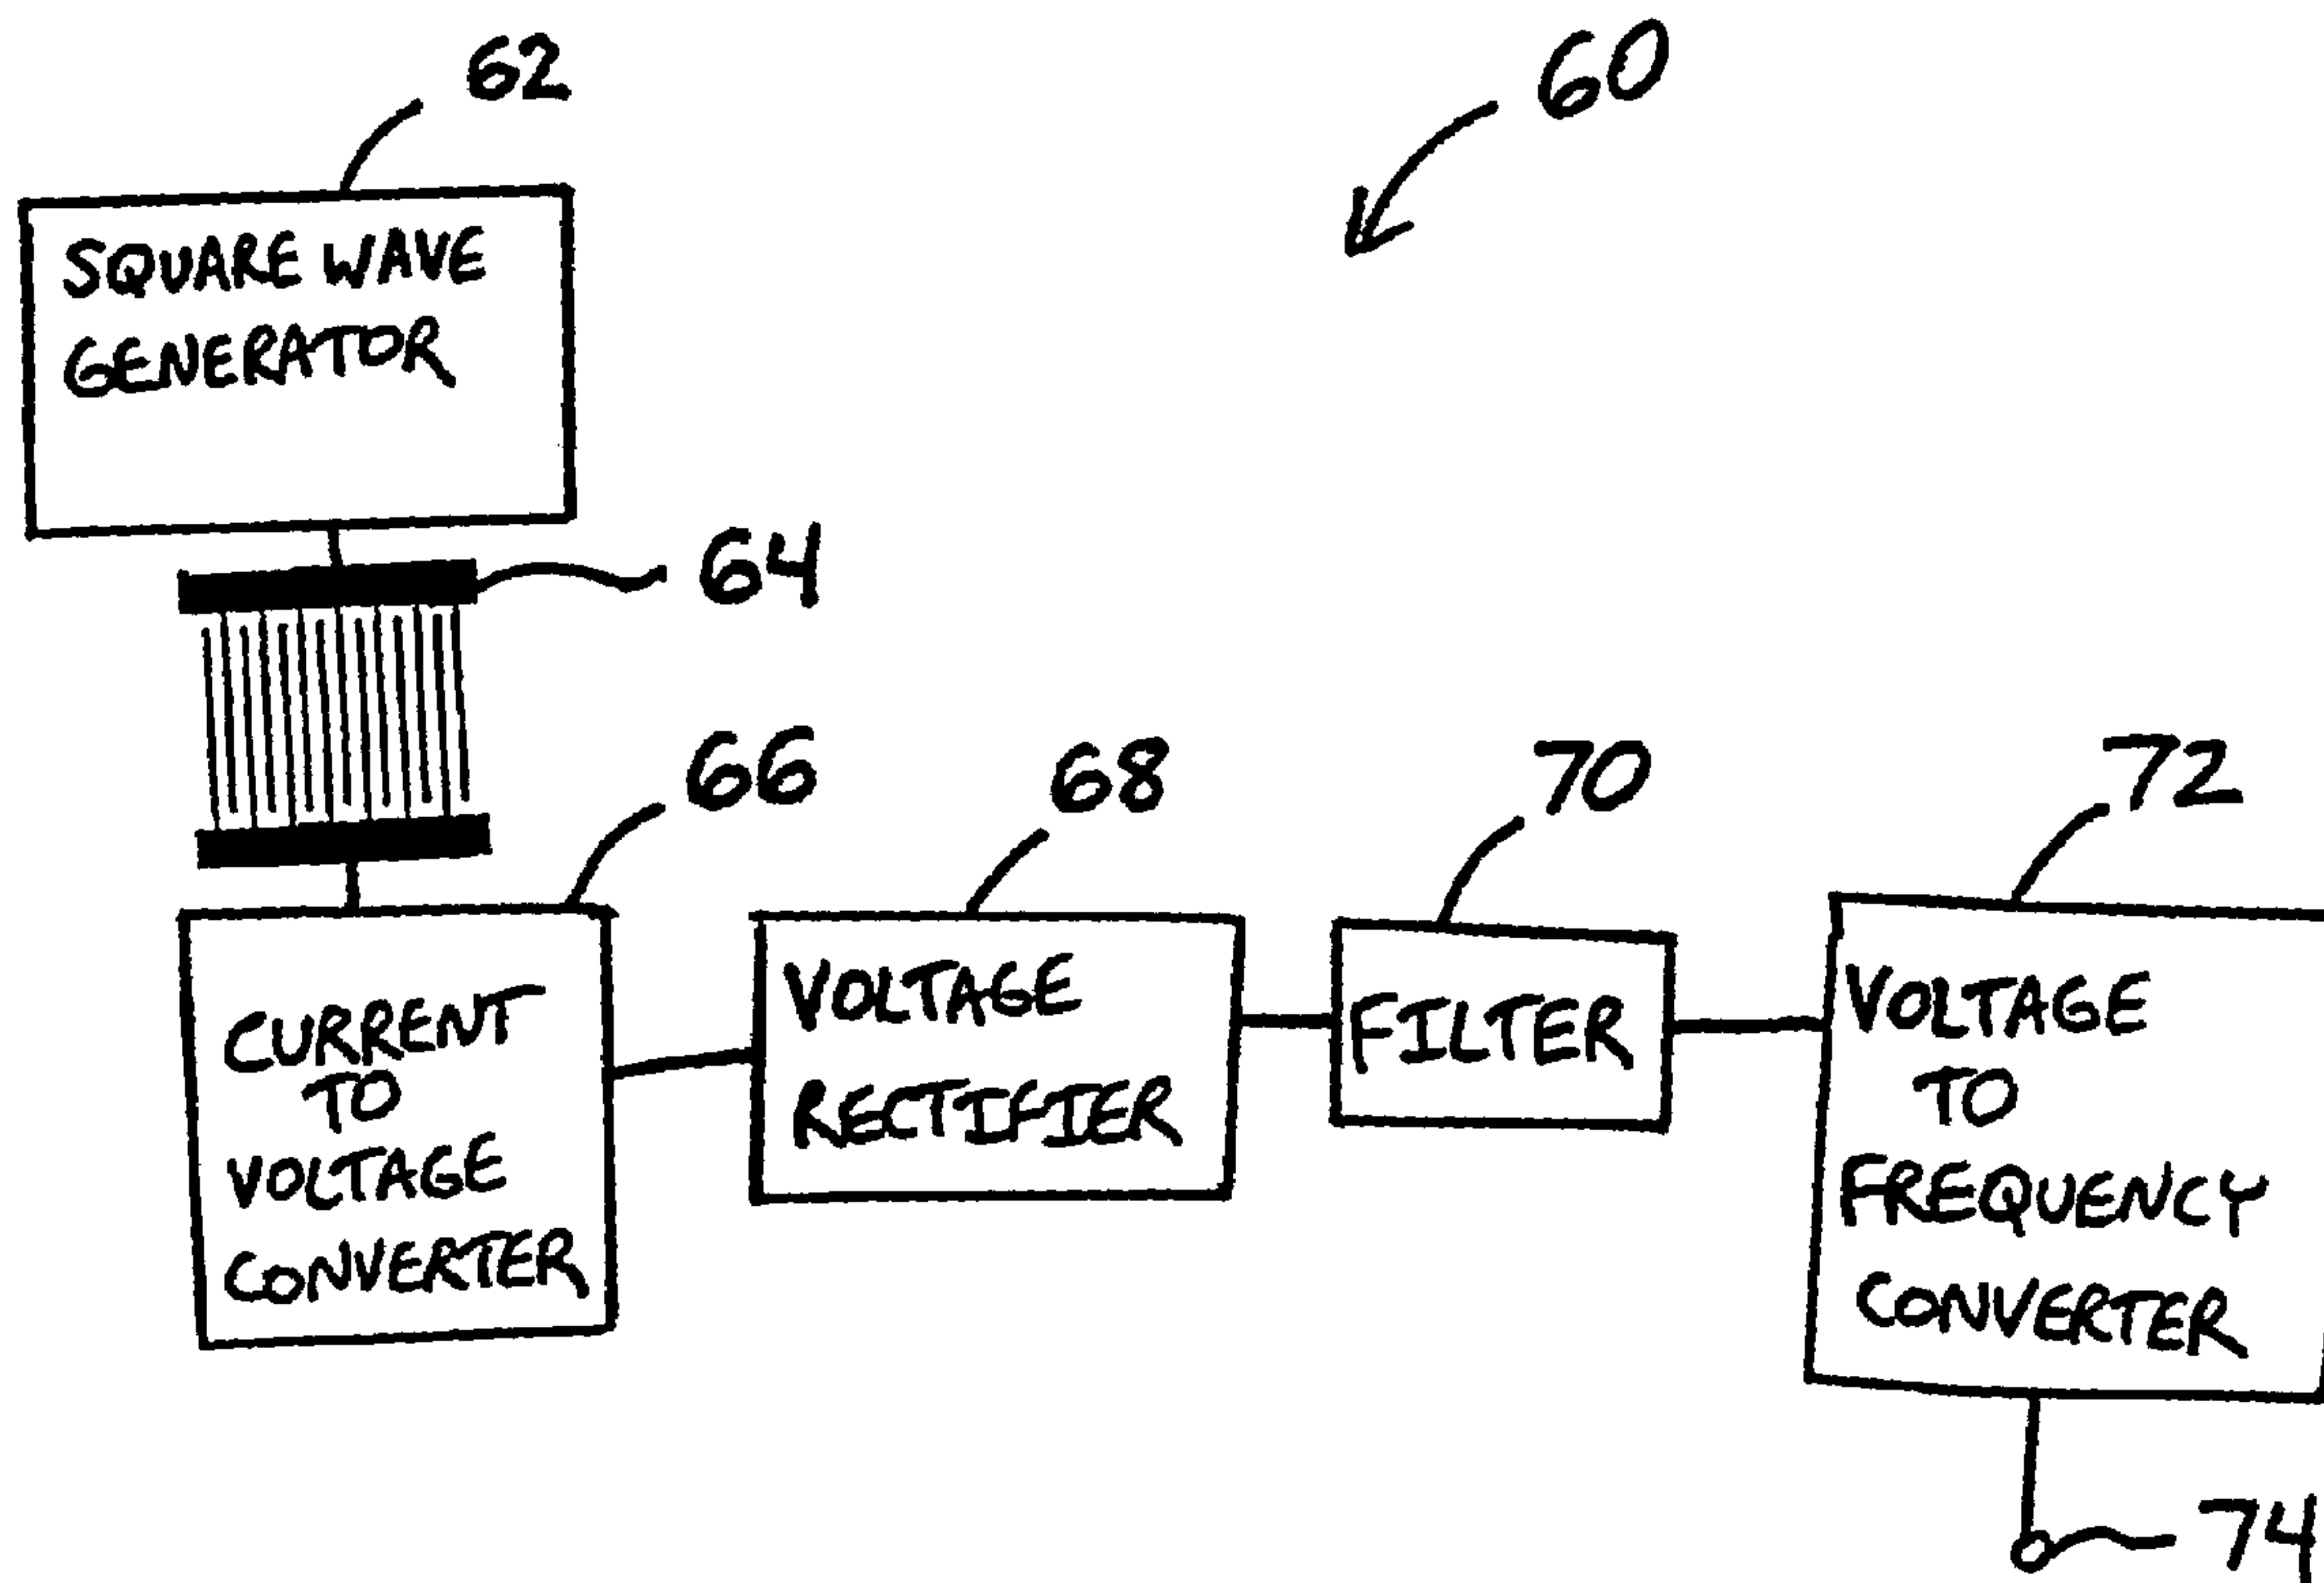 62
60
SQUARE WAVE
GENERATOR
64
66
68
70
72
CURRENT
TO
VOLTAGE
CONVERTER
VOLTAGE
RECTIFIER
FILTER
VOLTAGE
TO
FREQUENCY
CONVERTER
74